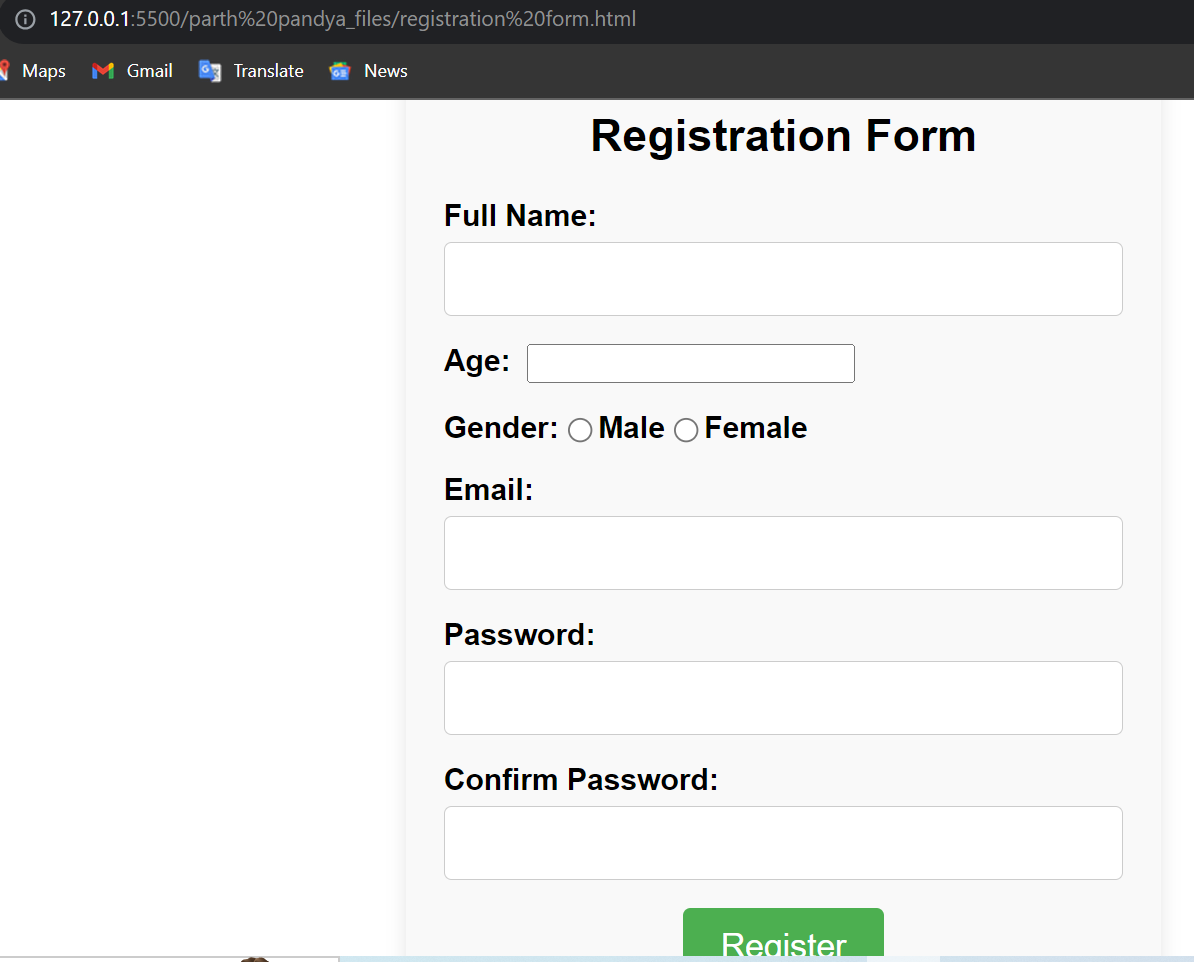 127.0.0.1:5500/parth%20pandya_files/registration%20form.html
Maps Gmail Translate News
Registration Form
Full Name:
Age:
Gender: Male Female
Email:
Password:
Confirm Password:
Register